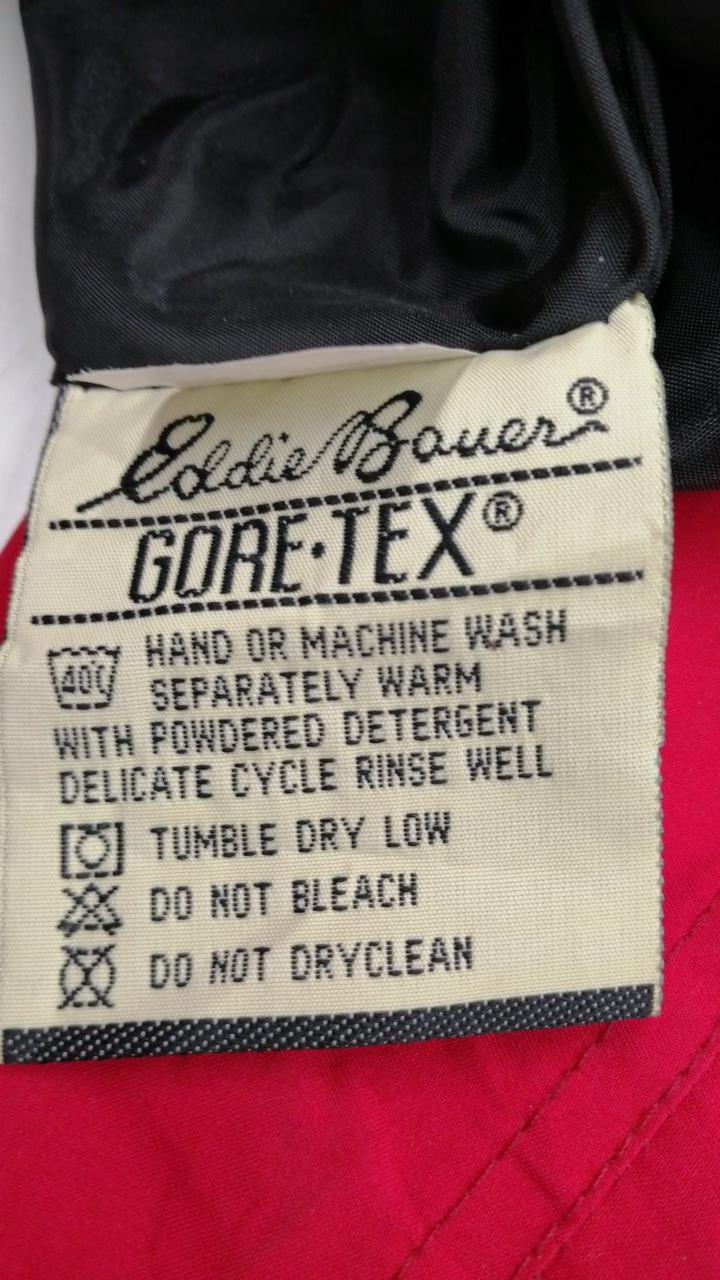 Eddie Bauer®
GORE-TEX®
40°C HAND OR MACHINE WASH
SEPARATELY WARM
WITH POWDERED DETERGENT
DELICATE CYCLE RINSE WELL
TUMBLE DRY LOW
DO NOT BLEACH
DO NOT DRYCLEAN